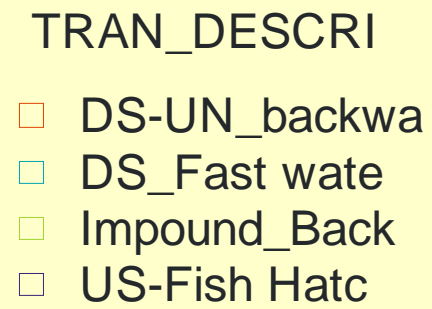 TRAN_DESCRI
DS-UN_backwa
DS_Fast wate
Impound_Back
US-Fish Hatc